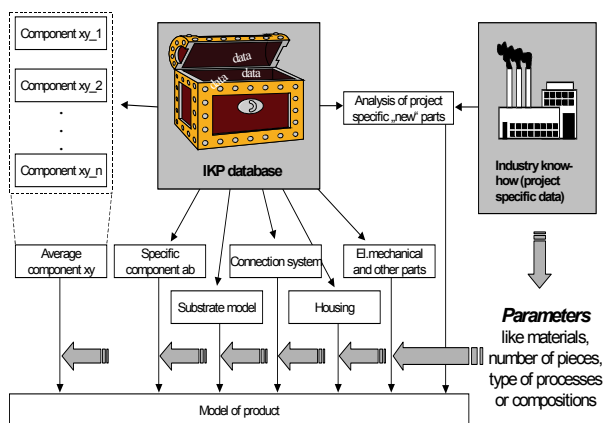 Component xy_1
Component xy_2
.
.
.
Component xy_n
data
data
data
IKP database
Analysis of project
specific „new“ parts
Industry know-
how (project
specific data)
Average
component xy
Specific
component ab
Connection system
El.mechanical
and other parts
Substrate model
Housing
Parameters
like materials,
number of pieces,
type of processes
or compositions
Model of product